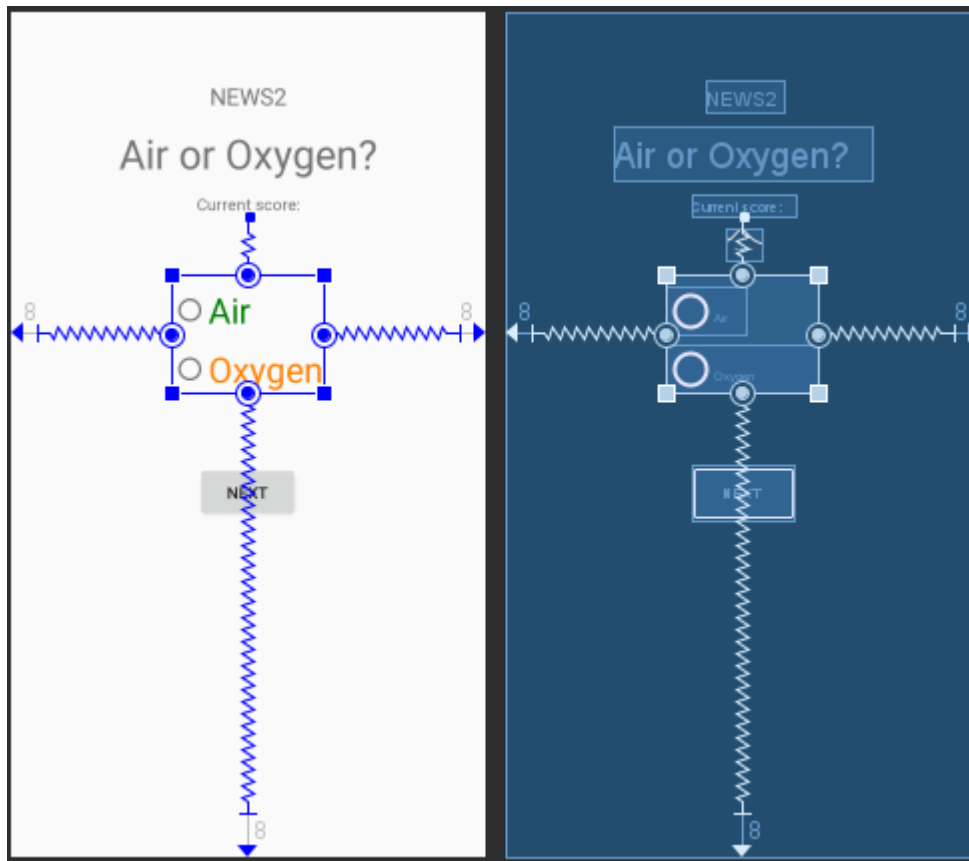 NEWS2
Air or Oxygen?
Current score:
8
8
Air
Oxygen
NEXT
8
NEWS2
Air or Oxygen?
Current score:
8
8
Air
Oxygen
NEXT
8